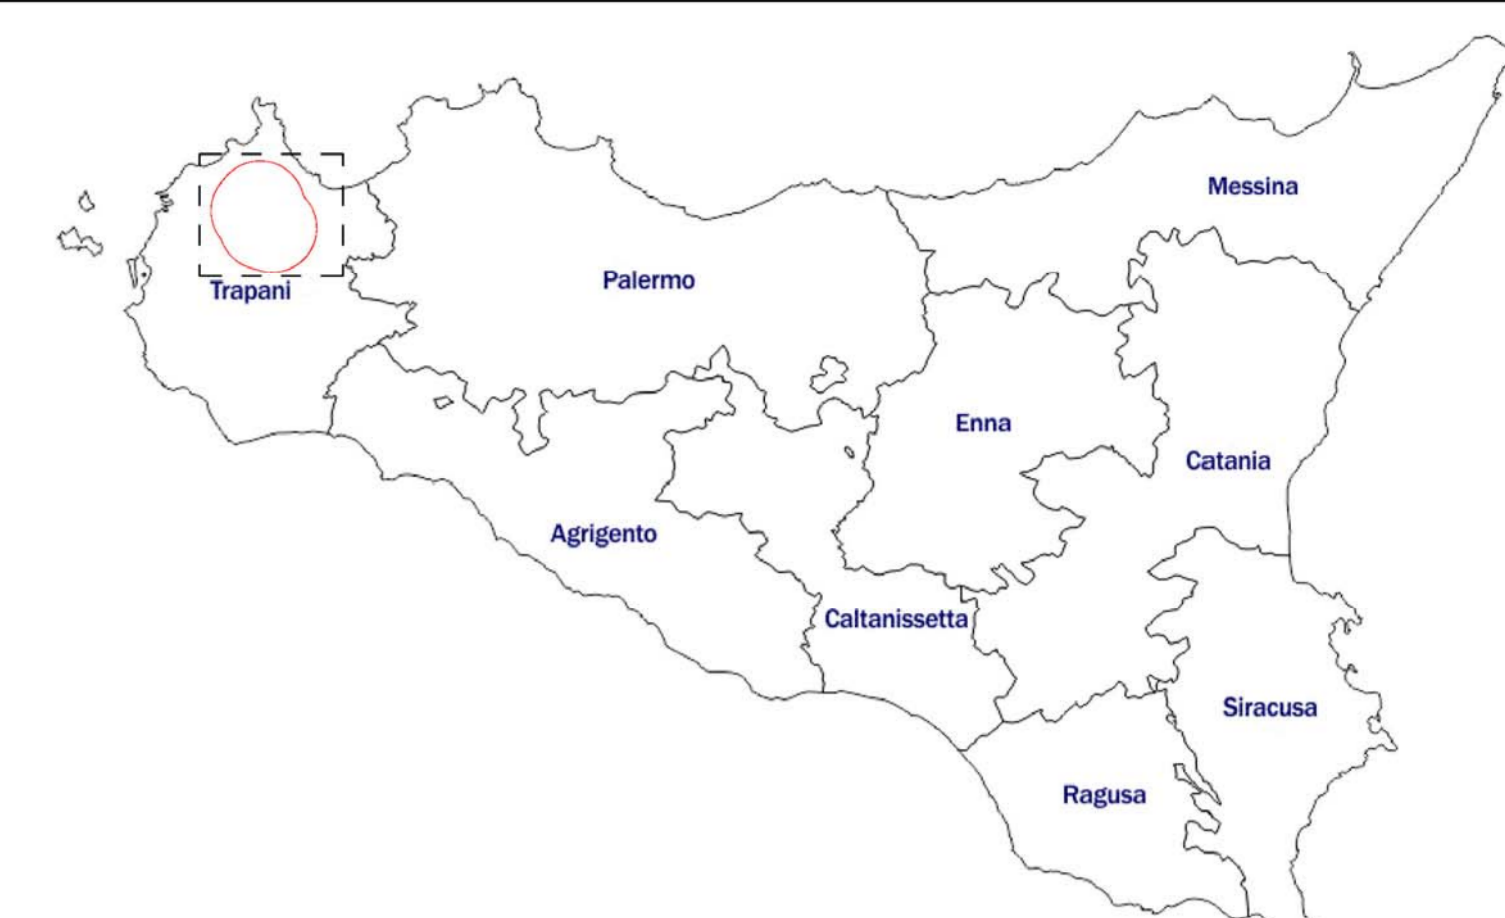 Messina
Palermo
Trapani
Enna
Catania
Agrigento
Caltanissetta
Siracusa
Ragusa